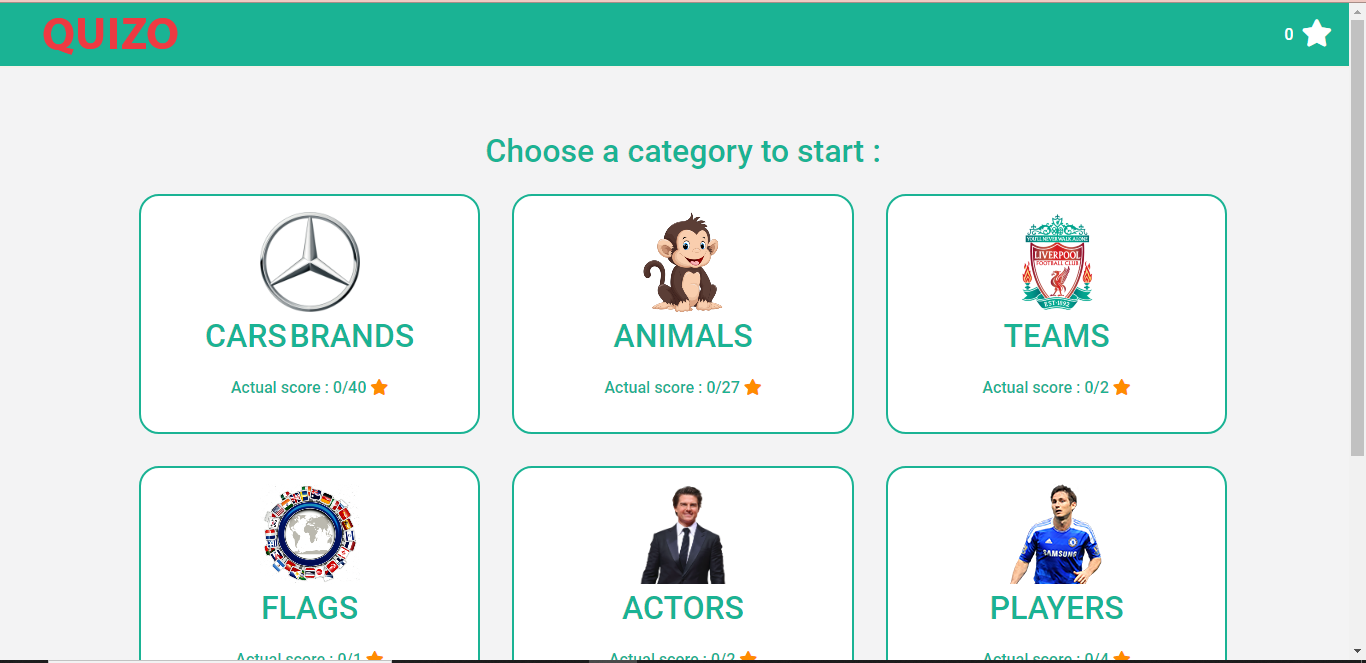 QUIZO
0
Choose a category to start :
YOU'LL NEVER WALK ALONE
LIVERPOOL
FOOTBALL CLUB
EST·1892
CARS BRANDS
ANIMALS
TEAMS
Actual score : 0/40
Actual score : 0/27
Actual score : 0/2
SAMSUNG
FLAGS
ACTORS
PLAYERS
Actual score : 0/1
Actual score : 0/2
Actual score : 0/4